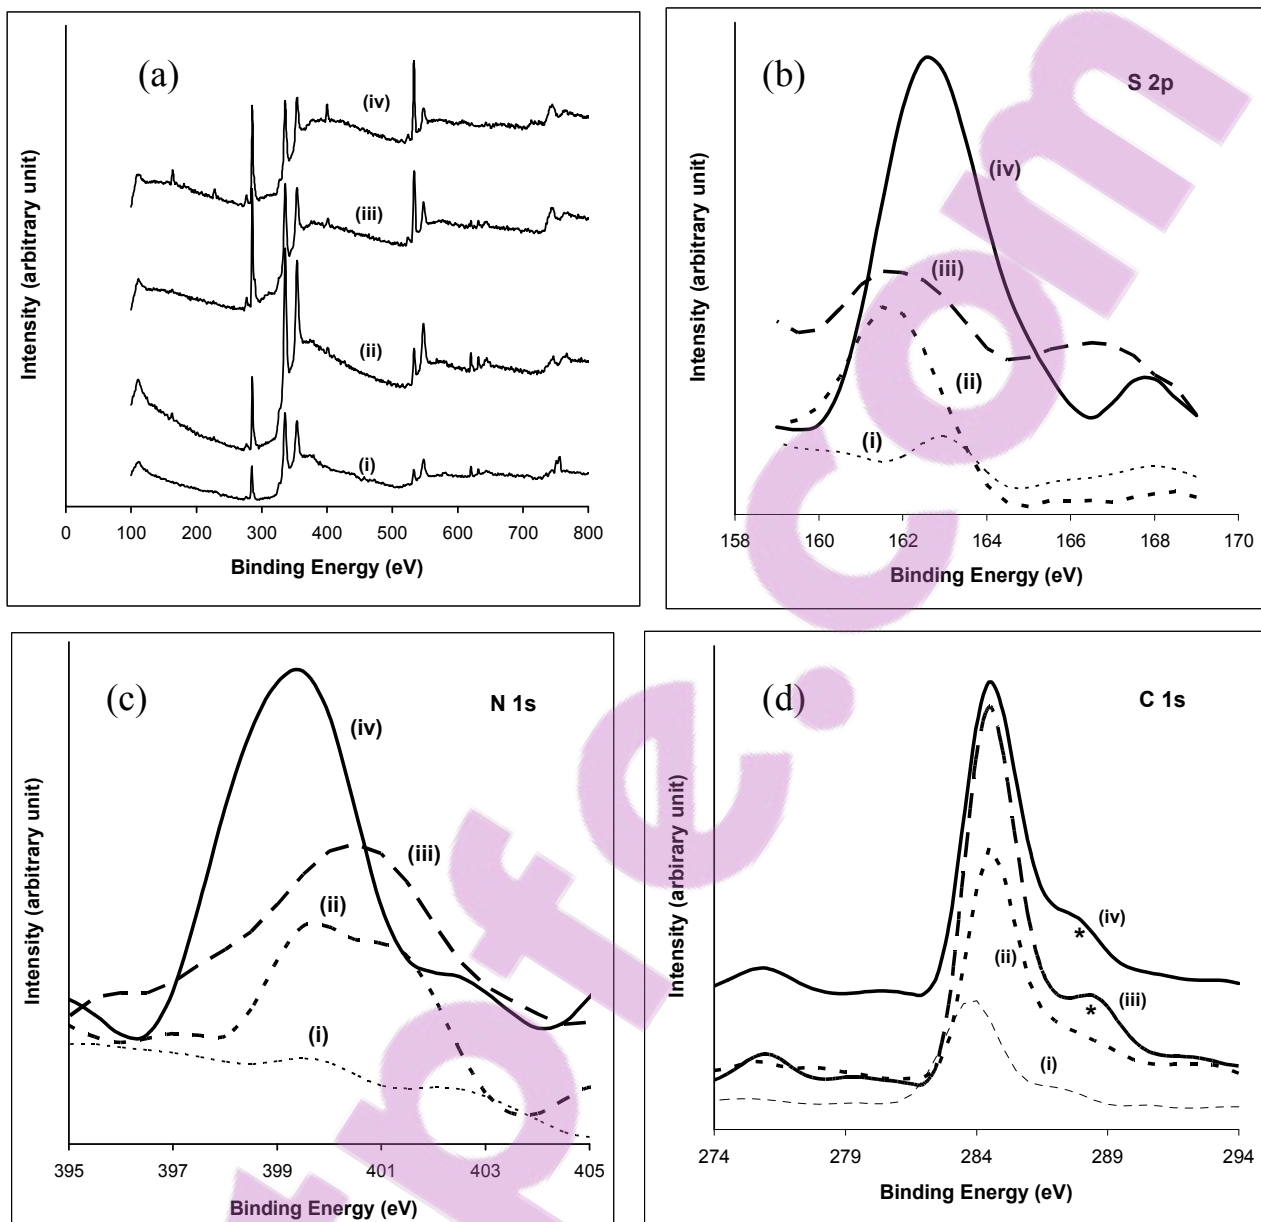 (a)
(iv)
(iii)
(ii)
(i)
Intensity (arbitrary unit)
0 100 200 300 400 500 600 700 800
Binding Energy (eV)
(b)
S 2p
(iv)
(iii)
(ii)
(i)
Intensity (arbitrary unit)
158 160 162 164 166 168 170
Binding Energy (eV)
(c)
N 1s
(iv)
(iii)
(ii)
(i)
Intensity (arbitrary unit)
395 397 399 401 403 405
Binding Energy (eV)
(d)
C 1s
(iv)
*
(ii)
(iii)
*
(i)
Intensity (arbirary unit)
274 279 284 289 294
Binding Energy (eV)
fe.com